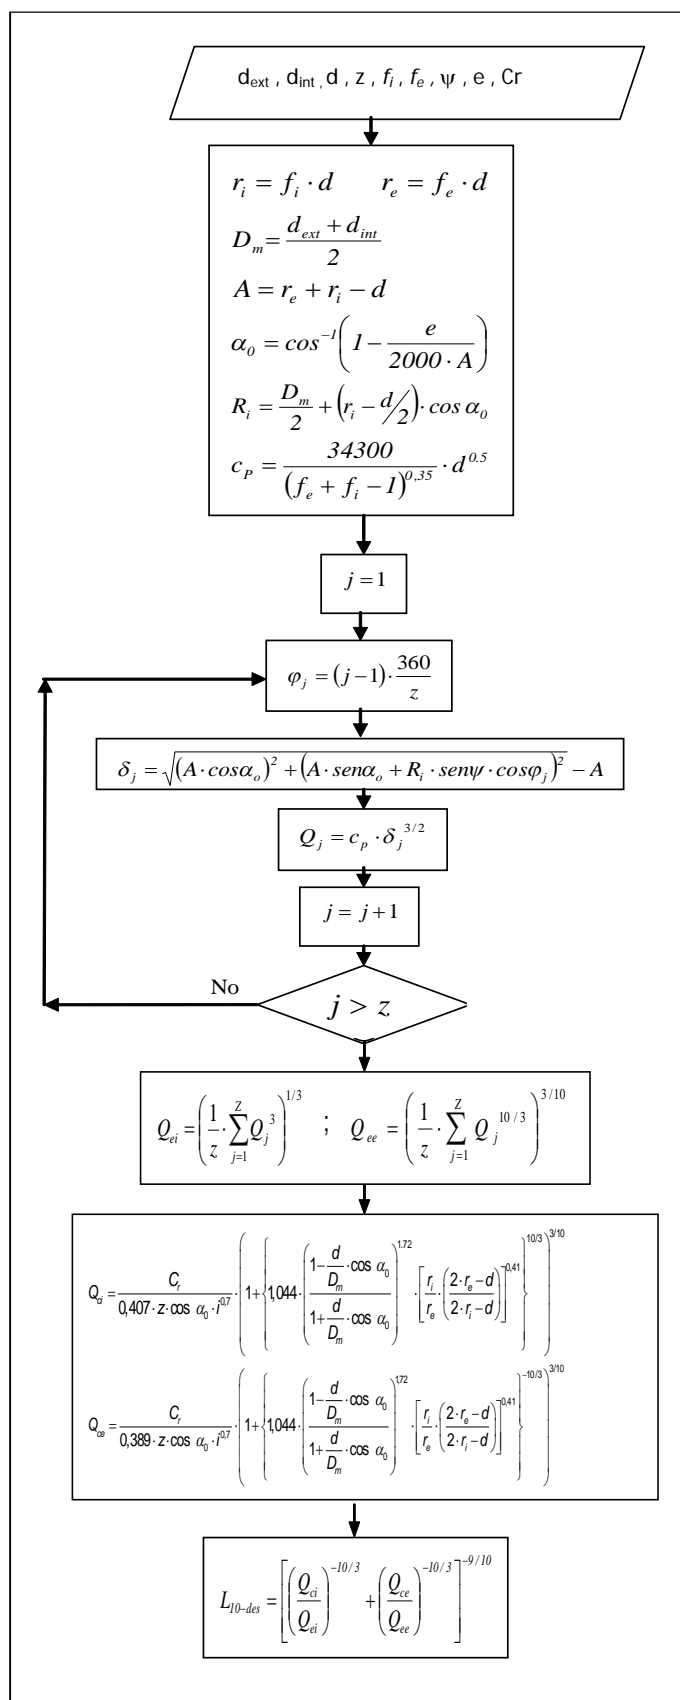 d_ext , d_int , d , z , f_i , f_e , ψ , e , Cr
r_i = f_i · d r_e = f_e · d
D_m = (d_ext + d_int) / 2
A = r_e + r_i − d
α_0 = cos^−1 (1 − e / (2000 · A))
R_i = D_m / 2 + (r_i − d/2) · cos α_0
c_P = 34300 / (f_e + f_i − 1)^0,35 · d^0.5
j = 1
φ_j = (j − 1) · 360 / z
δ_j = √((A · cosα_o)^2 + (A · senα_o + R_i · senψ · cosφ_j)^2) − A
Q_j = c_p · δ_j^3/2
j = j + 1
No
j > z
Q_ei = (1/z · ∑_{j=1}^{Z} Q_j^3)^1/3 ; Q_ee = (1/z · ∑_{j=1}^{Z} Q_j^10/3)^3/10
Q_ci = C_r / (0,407 · z · cos α_0 · i^0,7) · (1 + {1,044 · ((1 − d/D_m · cos α_0) / (1 + d/D_m · cos α_0))^1.72 · [r_i/r_e · ((2 · r_e − d) / (2 · r_i − d))]^0,41}^10/3)^3/10
Q_ce = C_r / (0,389 · z · cos α_0 · i^0,7) · (1 + {1,044 · ((1 − d/D_m · cos α_0) / (1 + d/D_m · cos α_0))^1,72 · [r_i/r_e · ((2 · r_e − d) / (2 · r_i − d))]^0,41}^−10/3)^3/10
L_10−des = [(Q_ci / Q_ei)^−10/3 + (Q_ce / Q_ee)^−10/3]^−9/10